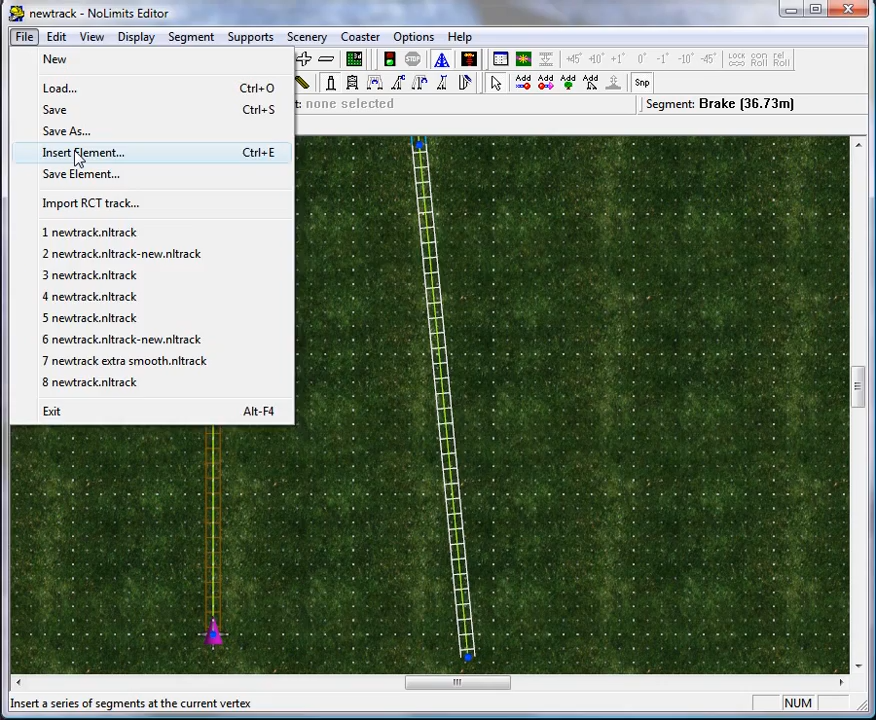 newtrack - NoLimits Editor
File Edit View Display Segment Supports Scenery Coaster Options Help
New
Load... Ctrl+O
Save Ctrl+S
Save As...
Insert Element... Ctrl+E
Save Element...
Import RCT track...
1 newtrack.nltrack
2 newtrack.nltrack-new.nltrack
3 newtrack.nltrack
4 newtrack.nltrack
5 newtrack.nltrack
6 newtrack.nltrack-new.nltrack
7 newtrack extra smooth.nltrack
8 newtrack.nltrack
Exit Alt-F4
STOP +45° +10° +1° 0° -1° -10° -45° LOCK Roll con Roll rel Roll
Add Add Add Add Snp
t: none selected Segment: Brake (36.73m)
Insert a series of segments at the current vertex NUM